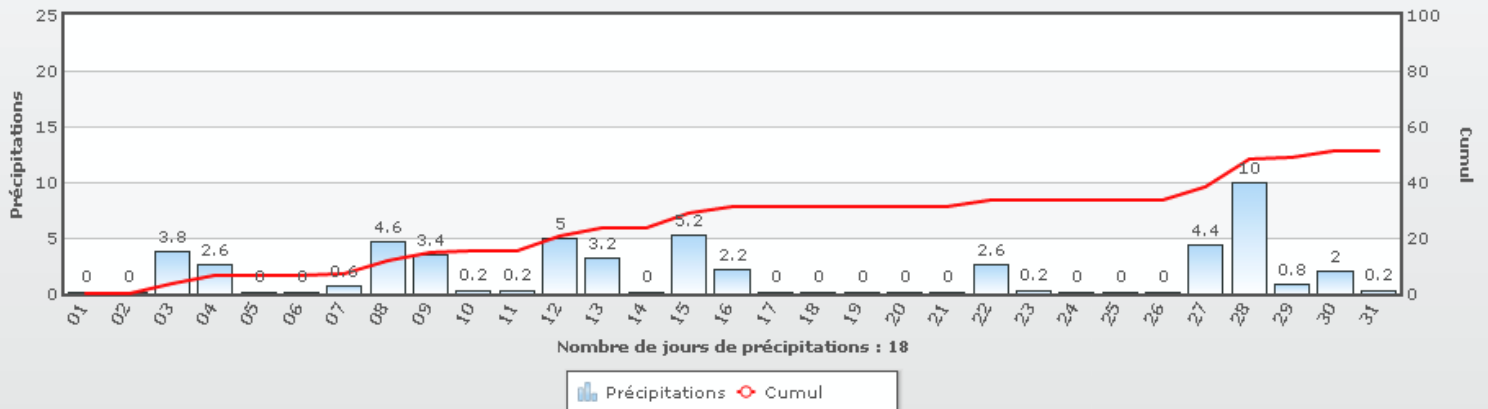 25 100
20 80
15 60
10 40
5 20
0 0
Précipitations
Cumul
0 0 3.8 2.6 0 0 0.6 4.6 3.4 0.2 0.2 5 3.2 0 5.2 2.2 0 0 0 0 0 2.6 0.2 0 0 0 4.4 10 0.8 2 0.2
01 02 03 04 05 06 07 08 09 10 11 12 13 14 15 16 17 18 19 20 21 22 23 24 25 26 27 28 29 30 31
Nombre de jours de précipitations : 18
Précipitations Cumul